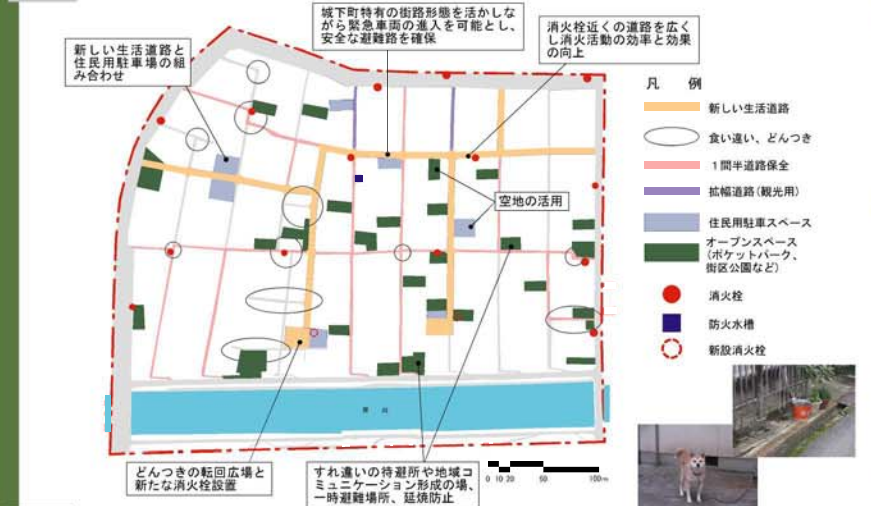 城下町特有の街路形態を活かしな
がら緊急車両の進入を可能とし、
安全な避難路を確保
消火栓近くの道路を広く
し消火活動の効率と効果
の向上
新しい生活道路と
住民用駐車場の組
み合わせ
凡 例
新しい生活道路
食い違い、どんつき
1間半道路保全
拡幅道路(観光用)
住民用駐車スペース
オープンスペース
(ポケットパーク、
街区公園など)
消火栓
防火水槽
新設消火栓
空地の活用
どんつきの転回広場と
新たな消火栓設置
すれ違いの待避所や地域コ
ミュニケーション形成の場、
一時避難場所、延焼防止
0 10 20 50 100m